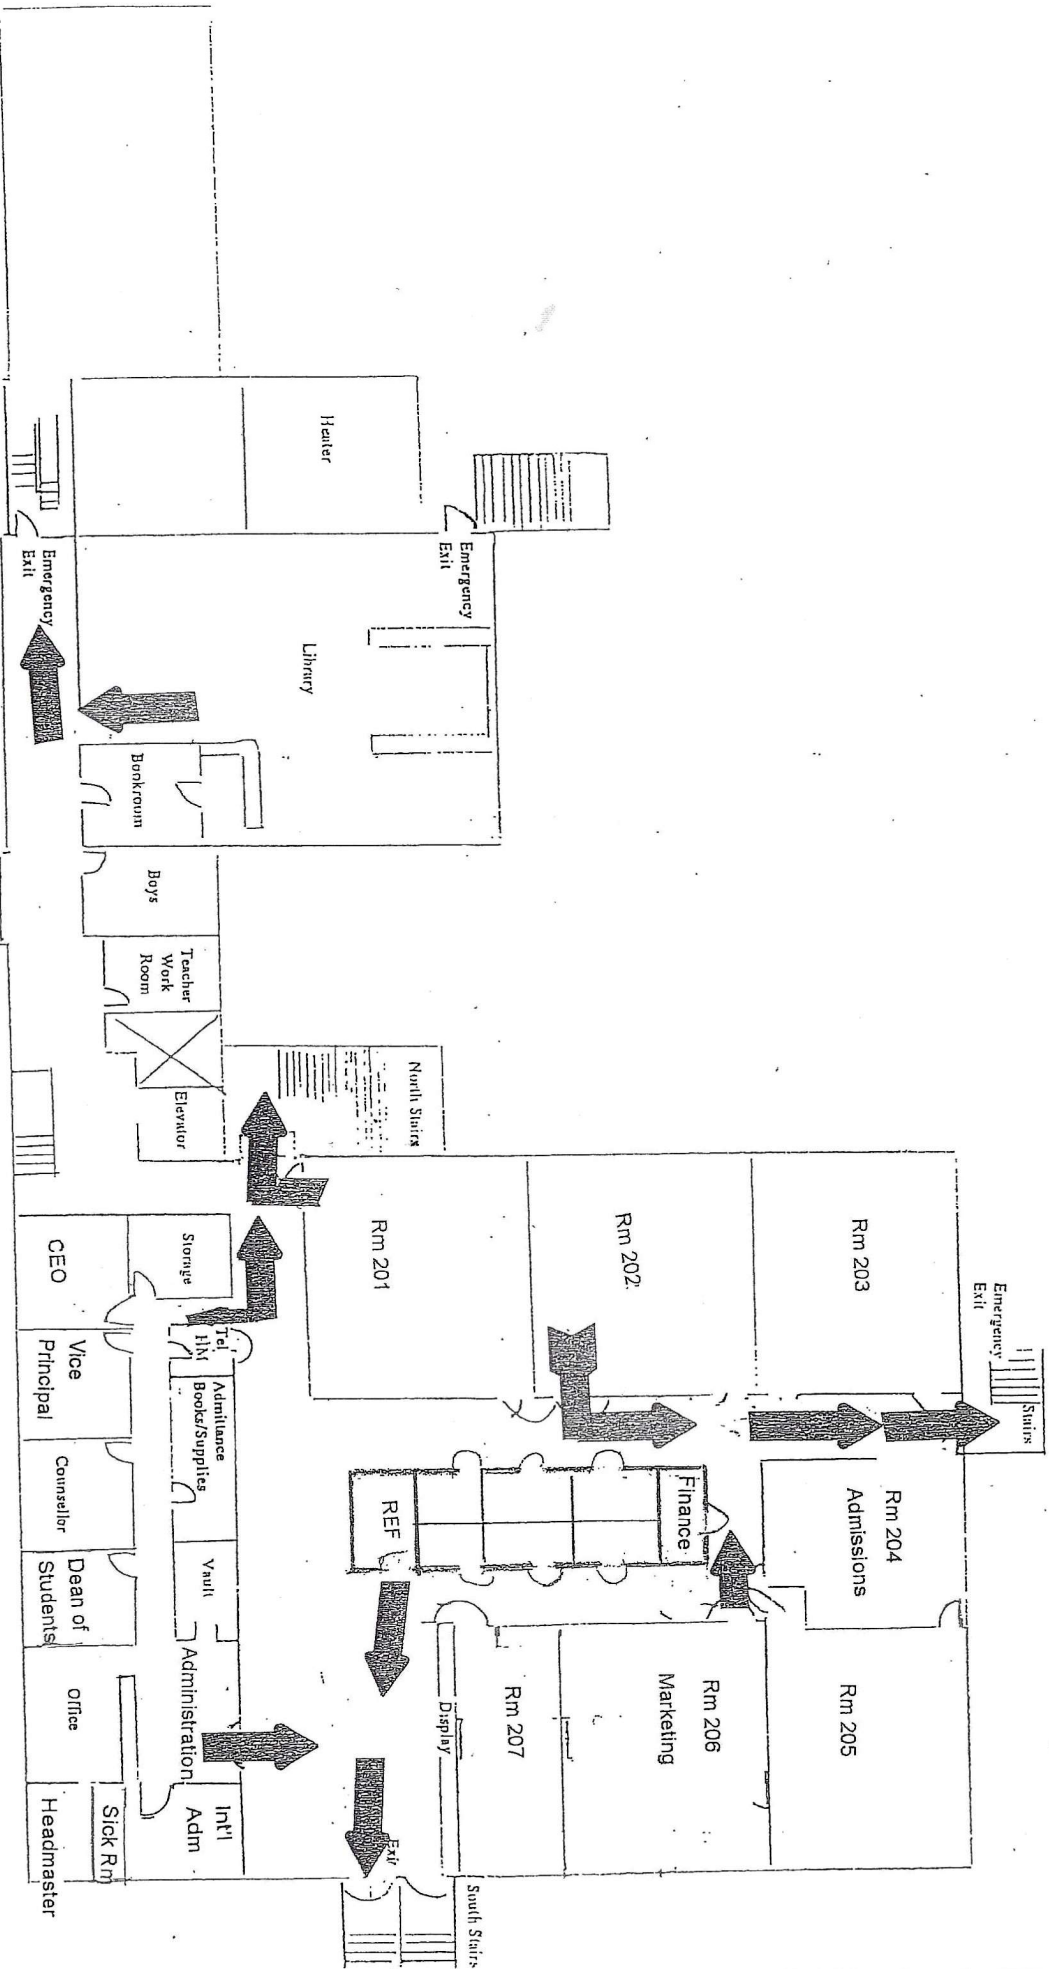 Heater
Emergency
Exit
Emergency
Exit
Library
Bookroom
Boys
Teacher
Work
Room
Elevator
North Stairs
Rm 201
Rm 202
Rm 203
Emergency
Exit
Stairs
Storage
CEO
Tel
HM
Vice
Principal
Admittance
Books/Supplies
Counsellor
Vault
Dean of
Students
Administration
Office
Int'l
Adm
Sick Rm
Headmaster
REF
Finance
Rm 204
Admissions
Rm 205
Rm 206
Marketing
Rm 207
Display
Exit
South Stairs